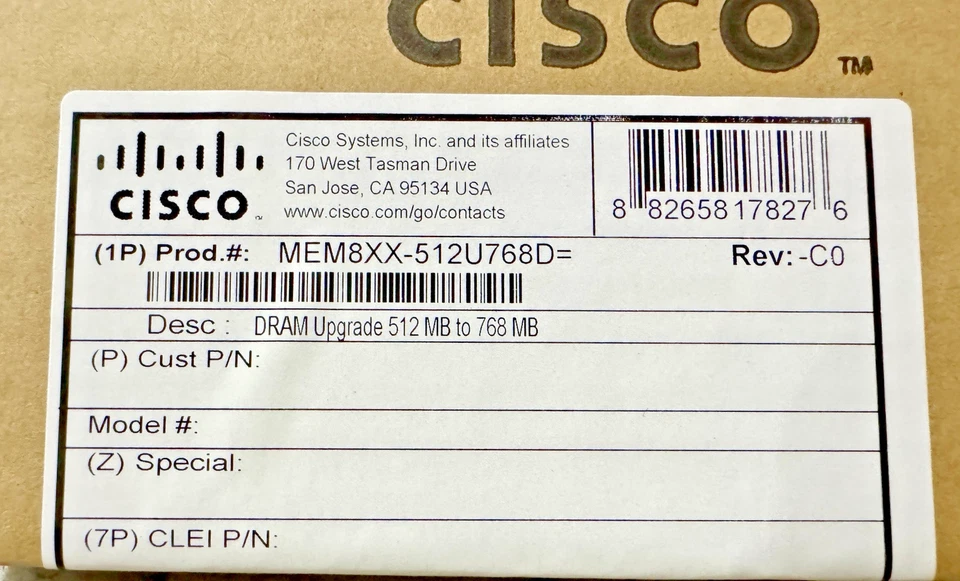 CISCO TM
CISCO
Cisco Systems, Inc. and its affiliates
170 West Tasman Drive
San Jose, CA 95134 USA
www.cisco.com/go/contacts
8 82658 17827 6
(1P) Prod.#: MEM8XX-512U768D= Rev:-C0
Desc : DRAM Upgrade 512 MB to 768 MB
(P) Cust P/N:
Model #:
(Z) Special:
(7P) CLEI P/N: